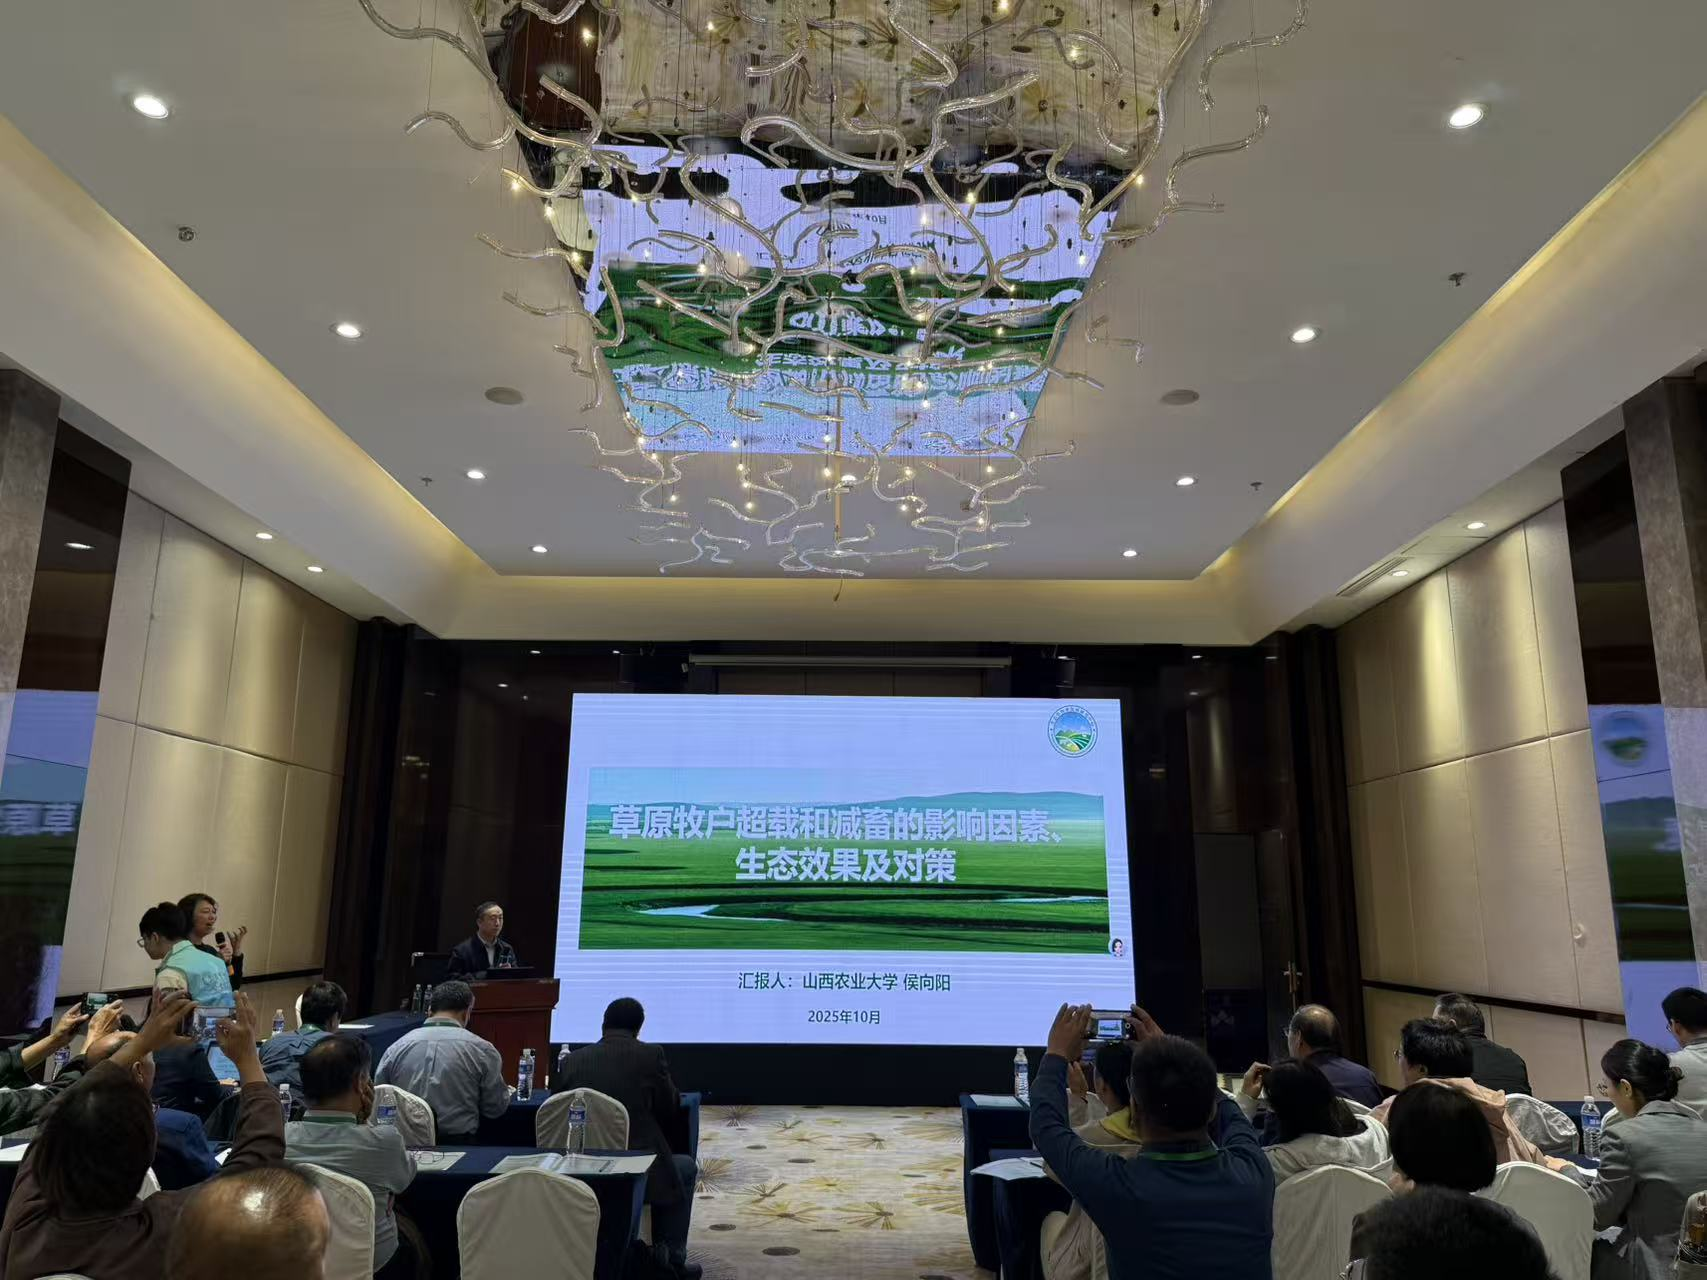 草原牧户超载和减畜的影响因素、
生态效果及对策
汇报人：山西农业大学 侯向阳
2025年10月